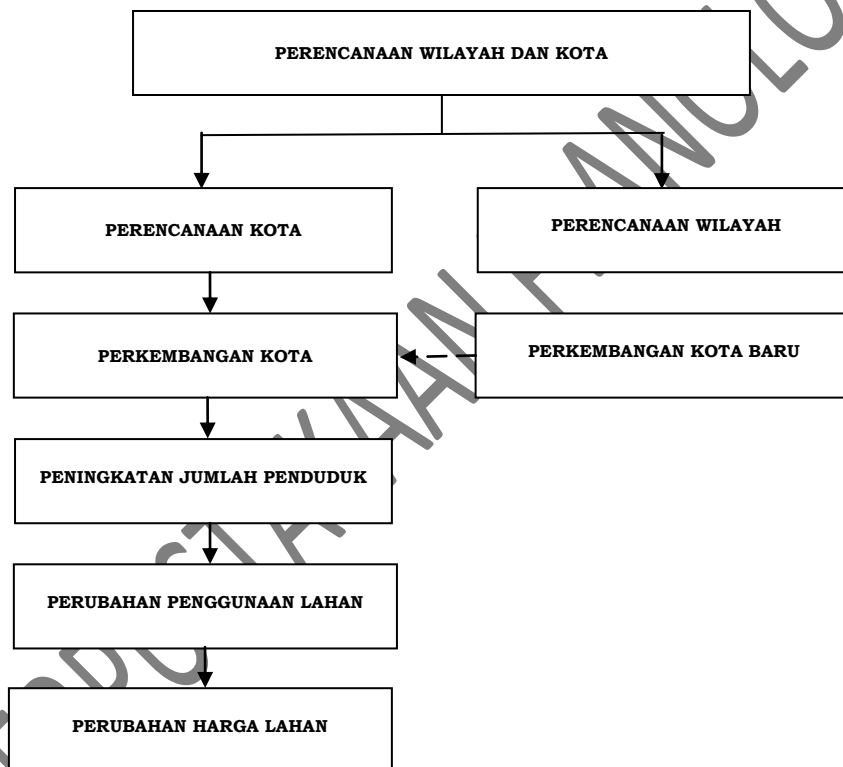 PERENCANAAN WILAYAH DAN KOTA
PERENCANAAN KOTA
PERENCANAAN WILAYAH
PERKEMBANGAN KOTA
PERKEMBANGAN KOTA BARU
PENINGKATAN JUMLAH PENDUDUK
PERUBAHAN PENGGUNAAN LAHAN
PERUBAHAN HARGA LAHAN